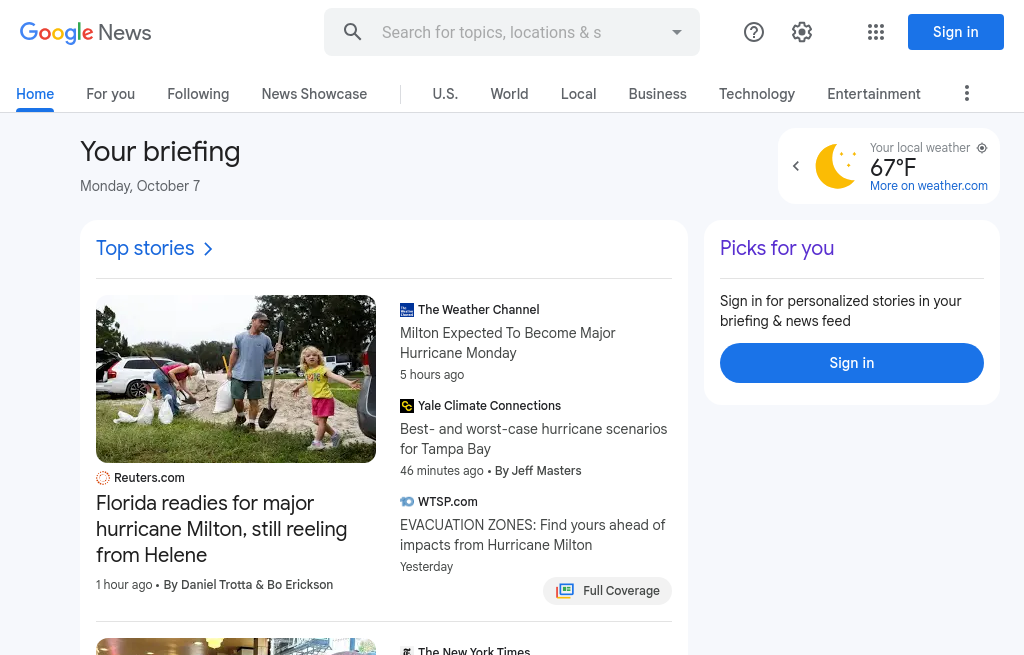 Google News
Search for topics, locations & s
Sign in
Home
For you
Following
News Showcase
U.S.
World
Local
Business
Technology
Entertainment
Your briefing
Monday, October 7
Your local weather
67°F
More on weather.com
Top stories
Reuters.com
Florida readies for major
hurricane Milton, still reeling
from Helene
1 hour ago • By Daniel Trotta & Bo Erickson
The Weather Channel
Milton Expected To Become Major
Hurricane Monday
5 hours ago
Yale Climate Connections
Best- and worst-case hurricane scenarios
for Tampa Bay
46 minutes ago • By Jeff Masters
WTSP.com
EVACUATION ZONES: Find yours ahead of
impacts from Hurricane Milton
Yesterday
Full Coverage
The New York Times
Picks for you
Sign in for personalized stories in your
briefing & news feed
Sign in